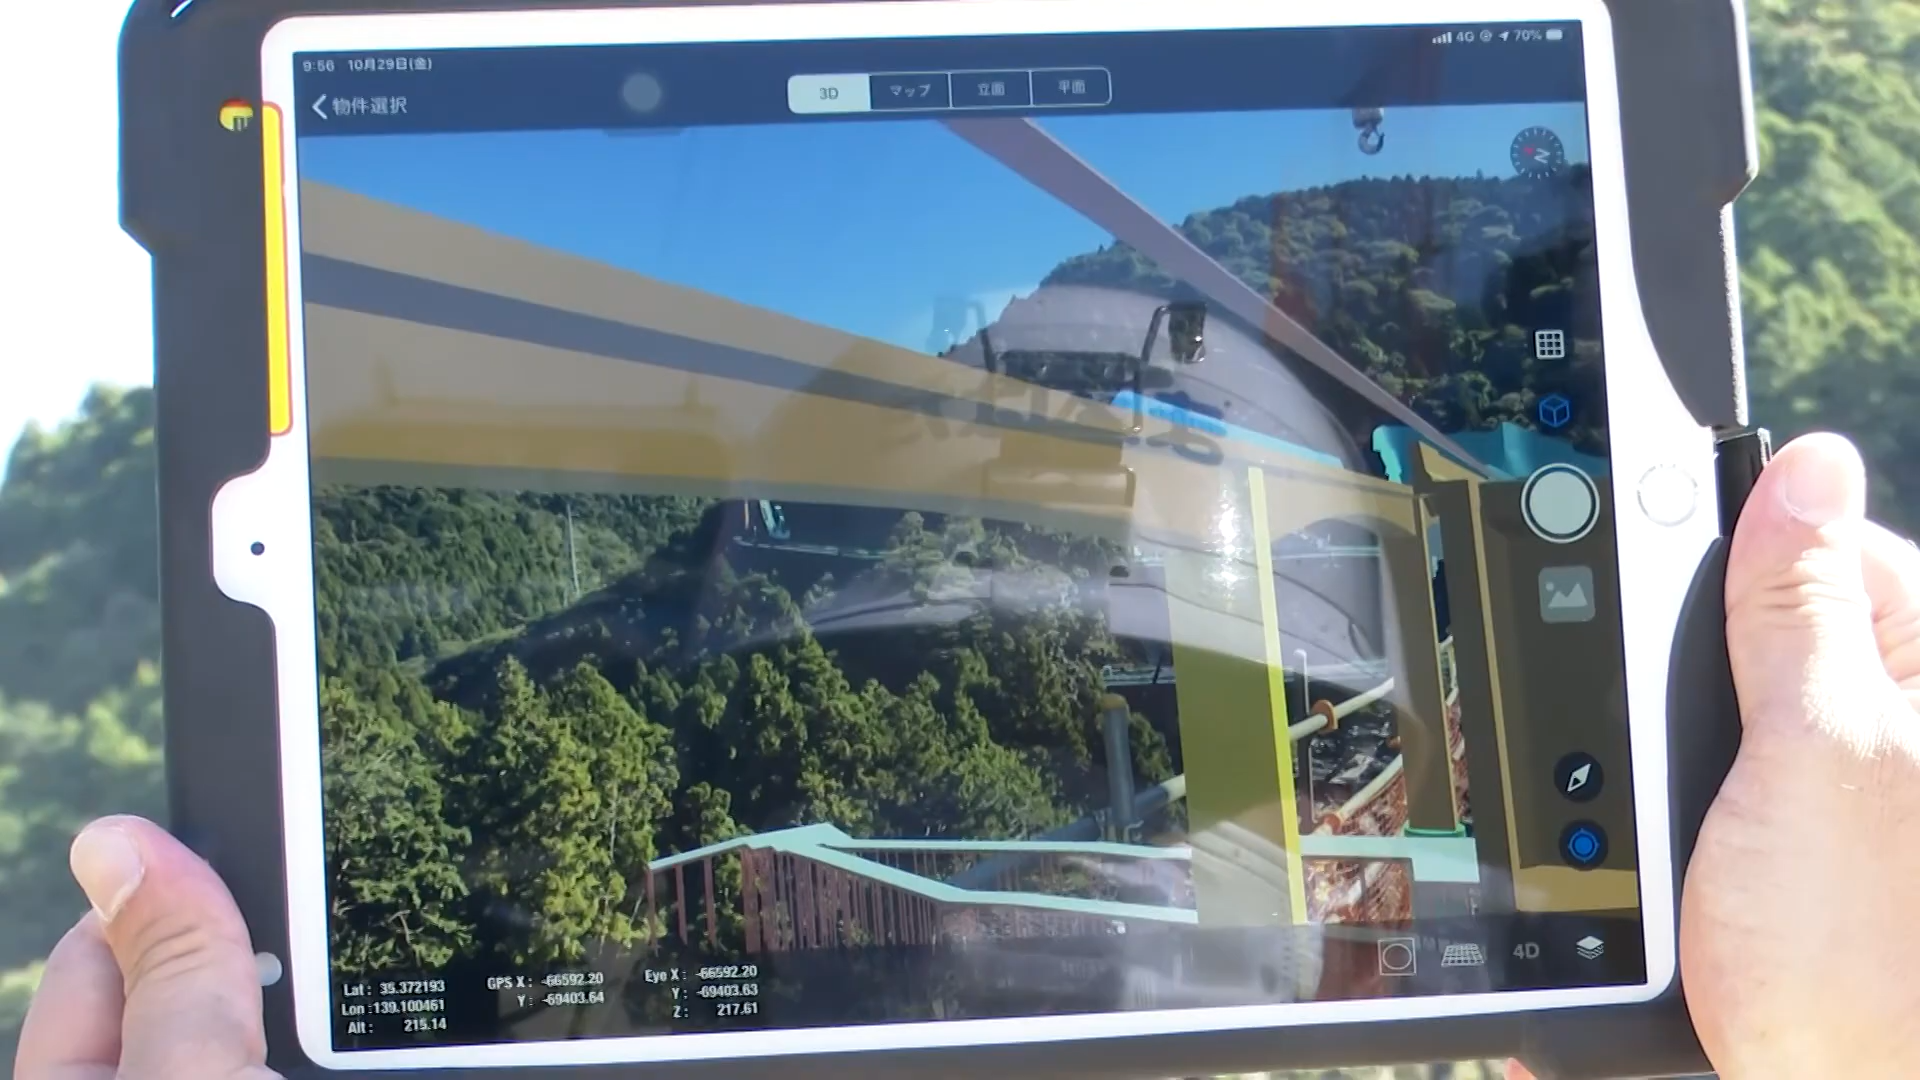 9:56 10月29日(金)
4G 70%
物件選択
3D マップ 立面 平面
N
4D
Lat : 35.372193
Lon :139.100461
Alt : 215.14
GPS X : -66592.20
Y : -69403.64
Eye X : -66592.20
Y : -69403.63
Z : 217.61